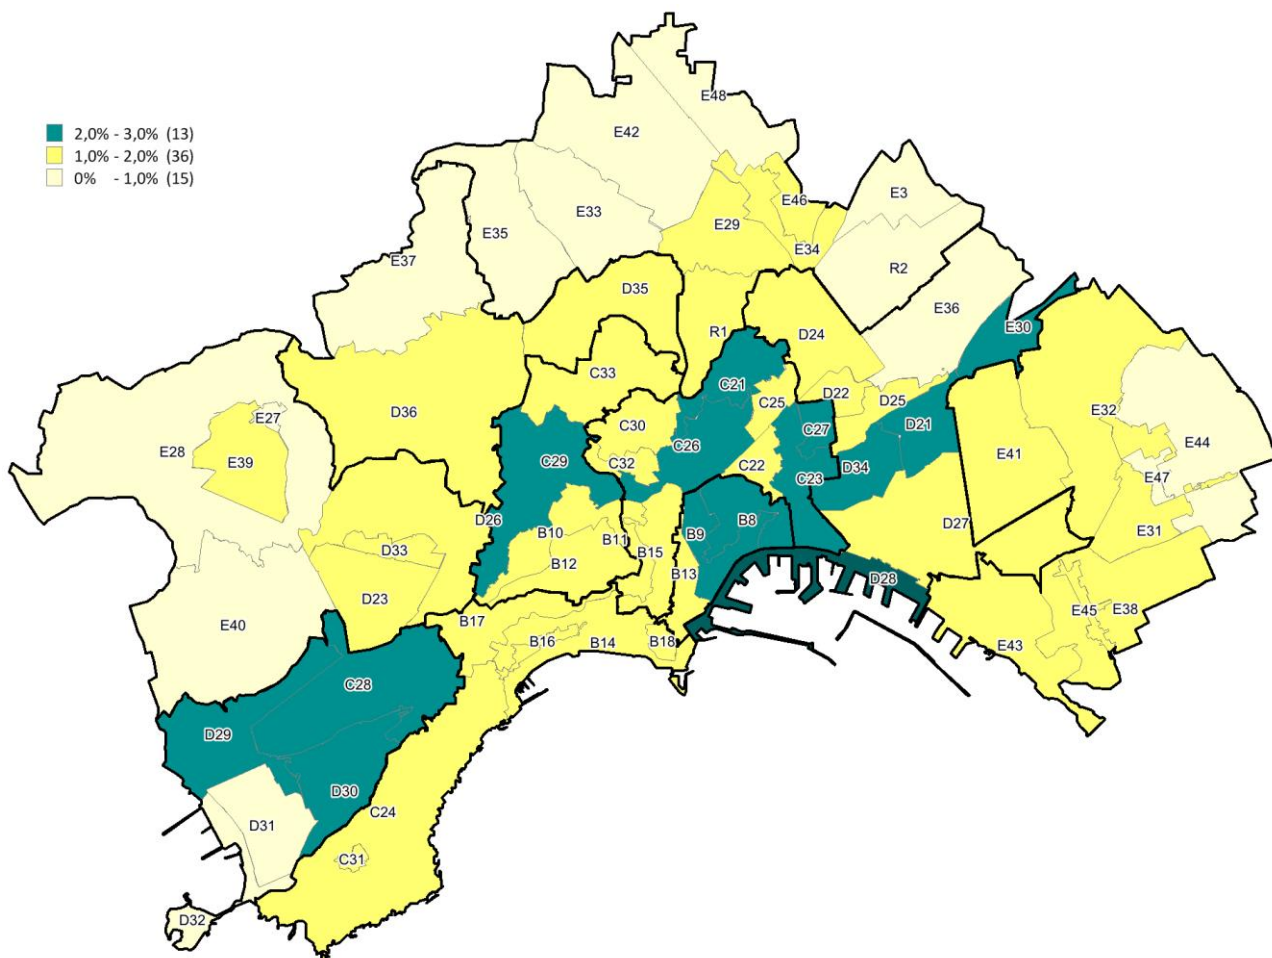 2,0% - 3,0% (13)
1,0% - 2,0% (36)
0% - 1,0% (15)
E48
E42
E3
E46
E33
E35
E29
E34
E37
R2
D35
E36
E30
R1
D24
C33
C21
D22
D25
C25
D36
E27
E32
C30
C27
D21
E28
E39
C26
E44
C29
C32
C22
D34
E41
E47
C23
D26
B8
D27
B10
B9
B11
E31
D33
B15
B12
B13
D28
D23
E45
E38
B17
E40
B16
B14
B18
E43
C28
D29
D30
C24
D31
C31
D32